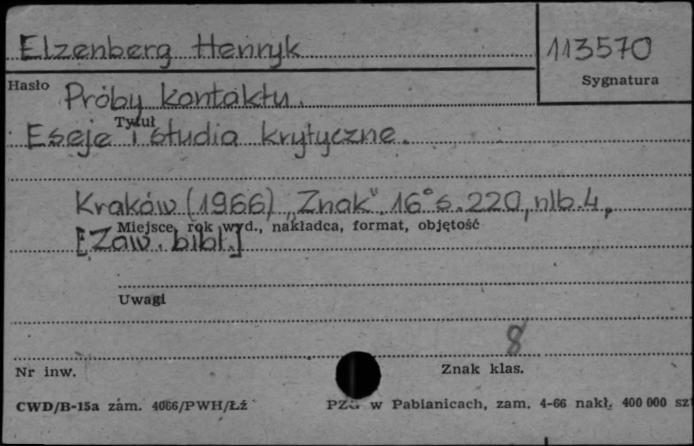 Elzenberg Henryk
113570
Hasło
Sygnatura
Próby kontaktu.
Tytuł
Eseje i studia krytyczne.
Kraków (1966) „Znak". 16° s. 220, nlb. 4,
Miejsce, rok wyd., nakładca, format, objętość
[Zaw. bibl.]
Uwagi
8
Nr inw.
Znak klas.
CWD/B-15a zam. 4066/PWH/Łź
PZG w Pabianicach, zam. 4-66 nakł. 400 000 szt